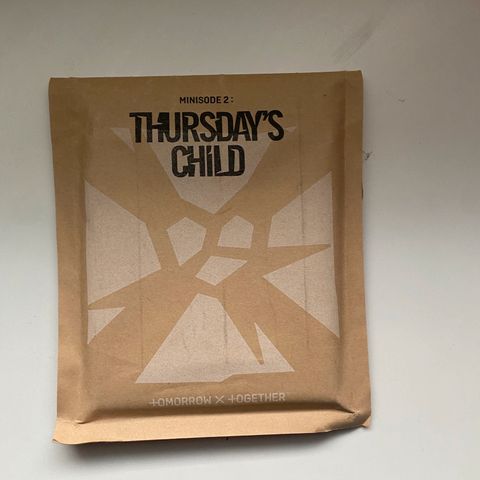 MINISODE 2:
THURSDAY'S
CHILD
TOMORROW X TOGETHER